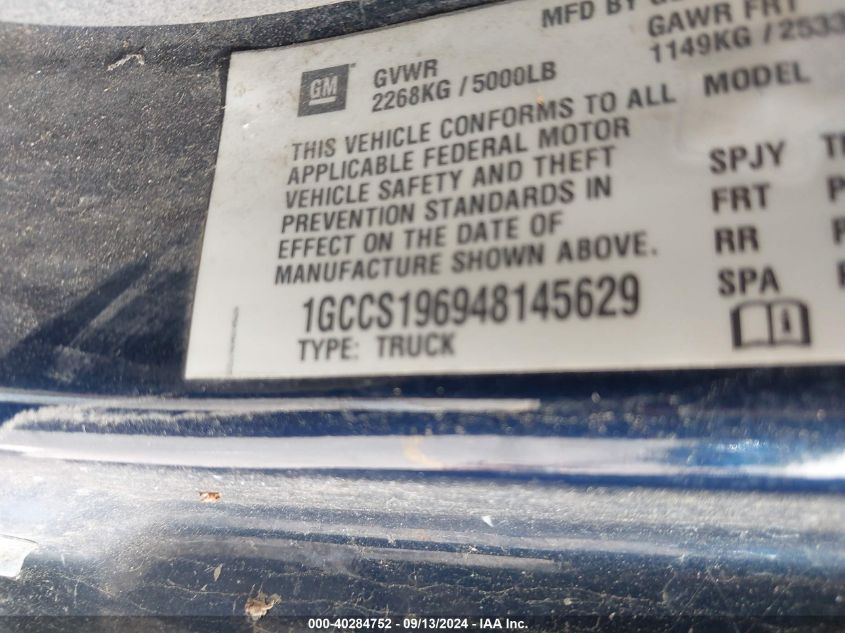 MFD BY
GM
GVWR
2268KG / 5000LB
GAWR FRT
1149KG / 2533
THIS VEHICLE CONFORMS TO ALL
APPLICABLE FEDERAL MOTOR
VEHICLE SAFETY AND THEFT
PREVENTION STANDARDS IN
EFFECT ON THE DATE OF
MANUFACTURE SHOWN ABOVE.
1GCCS196948145629
TYPE: TRUCK
MODEL
SPJY
FRT
RR
SPA
000-40284752 - 09/13/2024 - IAA Inc.